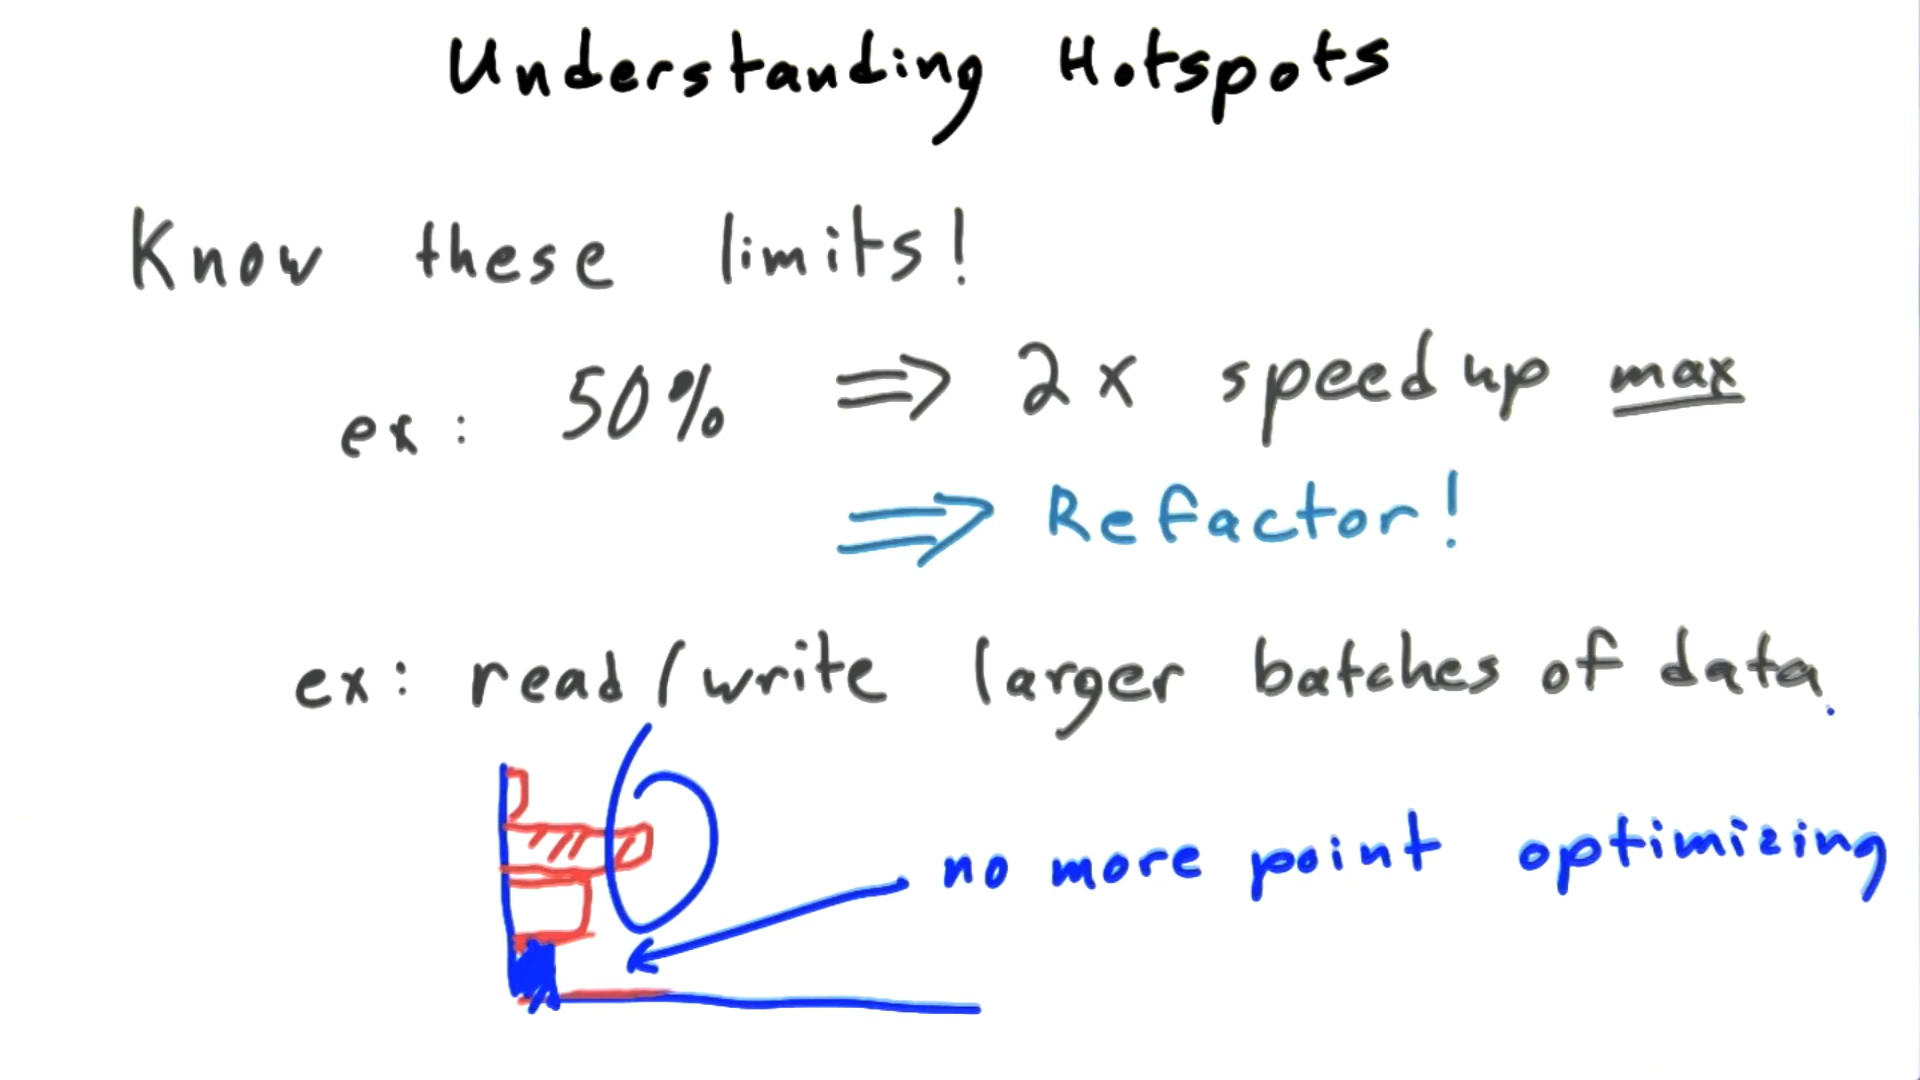 Understanding Hotspots
Know these limits!
ex: 50% => 2x speedup max
=> Refactor!
ex: read/write larger batches of data.
no more point optimizing